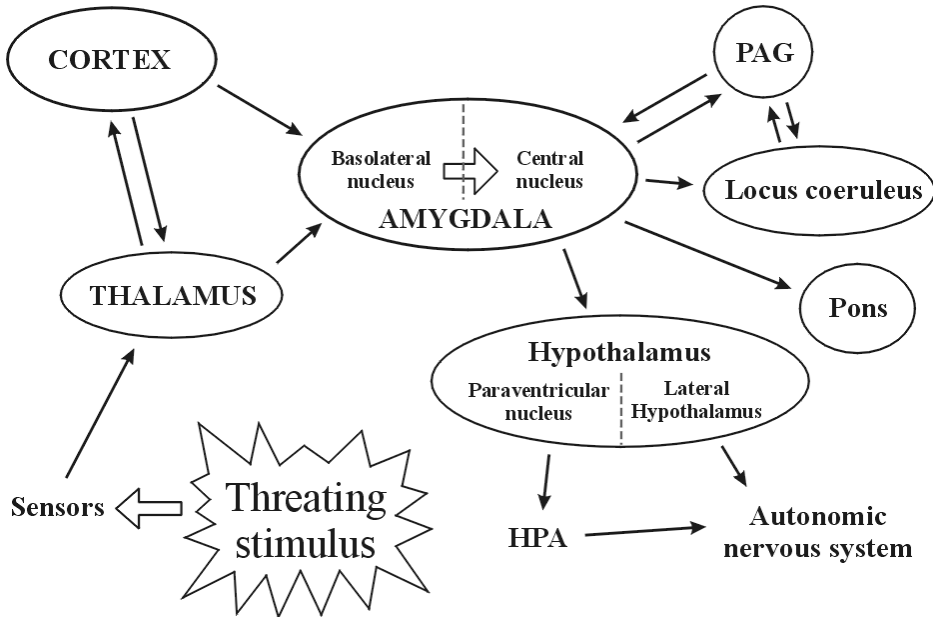 CORTEX
PAG
Basolateral
nucleus
Central
nucleus
AMYGDALA
Locus coeruleus
THALAMUS
Pons
Hypothalamus
Paraventricular
nucleus
Lateral
Hypothalamus
Threating
stimulus
Sensors
HPA
Autonomic
nervous system